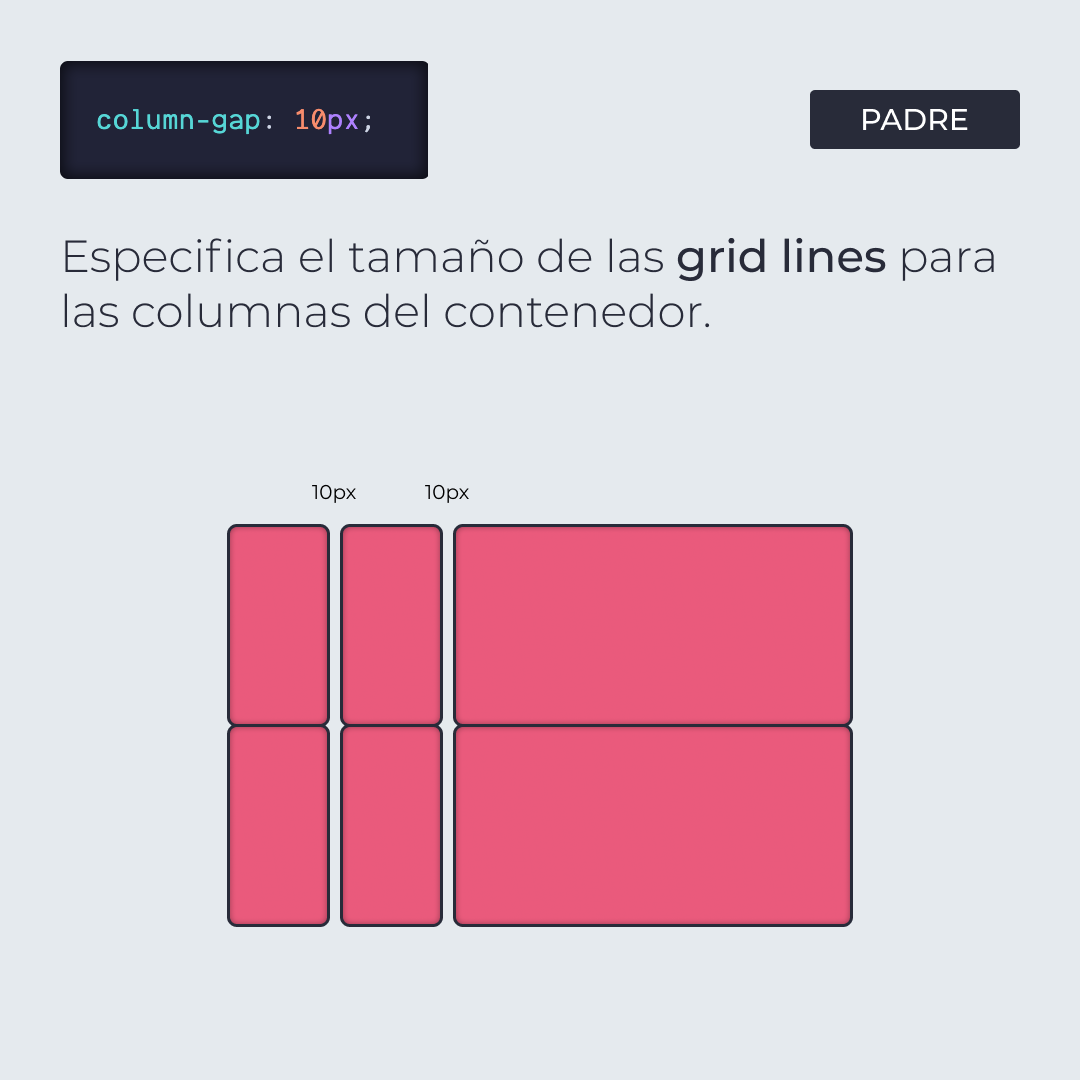 column-gap: 10px;
PADRE
Especifica el tamaño de las grid lines para
las columnas del contenedor.
10px 10px